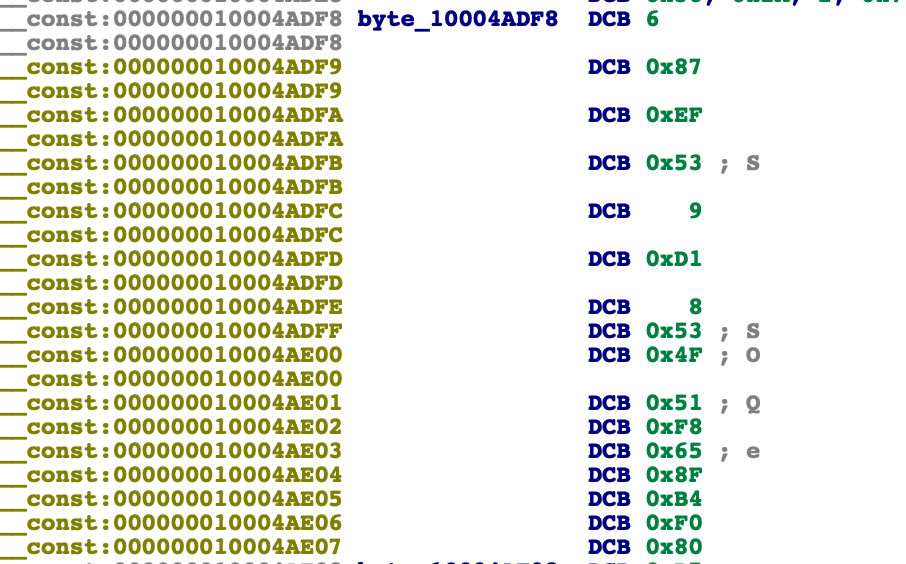 __const:000000010004ADF8 byte_10004ADF8 DCB 6
__const:000000010004ADF8
__const:000000010004ADF9 DCB 0x87
__const:000000010004ADF9
__const:000000010004ADFA DCB 0xEF
__const:000000010004ADFA
__const:000000010004ADFB DCB 0x53 ; S
__const:000000010004ADFB
__const:000000010004ADFC DCB 9
__const:000000010004ADFC
__const:000000010004ADFD DCB 0xD1
__const:000000010004ADFD
__const:000000010004ADFE DCB 8
__const:000000010004ADFF DCB 0x53 ; S
__const:000000010004AE00 DCB 0x4F ; O
__const:000000010004AE00
__const:000000010004AE01 DCB 0x51 ; Q
__const:000000010004AE02 DCB 0xF8
__const:000000010004AE03 DCB 0x65 ; e
__const:000000010004AE04 DCB 0x8F
__const:000000010004AE05 DCB 0xB4
__const:000000010004AE06 DCB 0xF0
__const:000000010004AE07 DCB 0x80